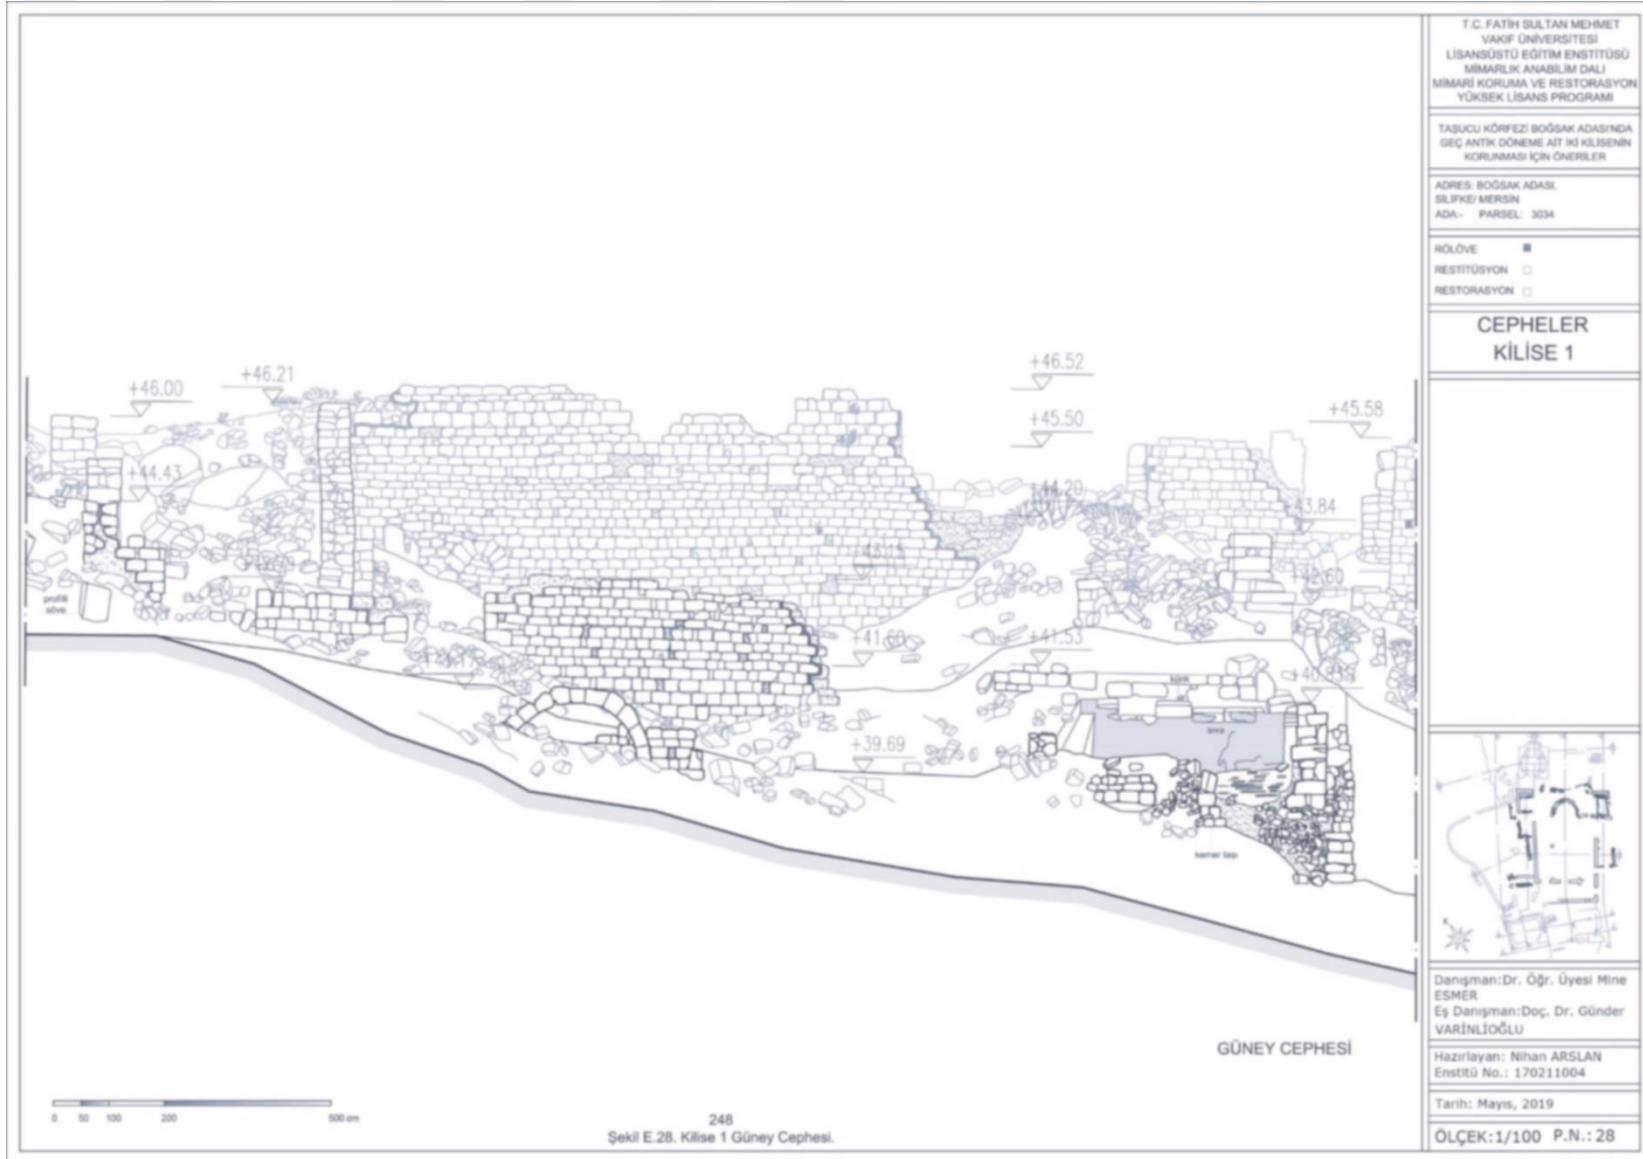 T.C. FATİH SULTAN MEHMET
VAKIF ÜNİVERSİTESİ
LİSANSÜSTÜ EĞİTİM ENSTİTÜSÜ
MİMARLIK ANABİLİM DALI
MİMARİ KORUMA VE RESTORASYON
YÜKSEK LİSANS PROGRAMI
TAŞUCU KÖRFEZİ BOĞSAK ADASI'NDA
GEÇ ANTİK DÖNEME AİT İKİ KİLİSENİN
KORUNMASI İÇİN ÖNERİLER
ADRES: BOĞSAK ADASI,
SİLİFKE/ MERSİN
ADA:- PARSEL: 3034
RÖLÖVE
RESTİTÜSYON
RESTORASYON
CEPHELER
KİLİSE 1
+46.00
+46.21
+46.52
+45.50
+45.58
+44.43
+44.20
3.84
+43.15
+42.60
+41.60
+41.53
+39.69
profilli
söve
künk
sıva
kemer taşı
K
Danışman:Dr. Öğr. Üyesi Mine
ESMER
Eş Danışman:Doç. Dr. Günder
VARİNLİOĞLU
Hazırlayan: Nihan ARSLAN
Enstitü No.: 170211004
Tarih: Mayıs, 2019
ÖLÇEK:1/100 P.N.: 28
GÜNEY CEPHESİ
0 50 100 200 500 cm
248
Şekil E.28. Kilise 1 Güney Cephesi.